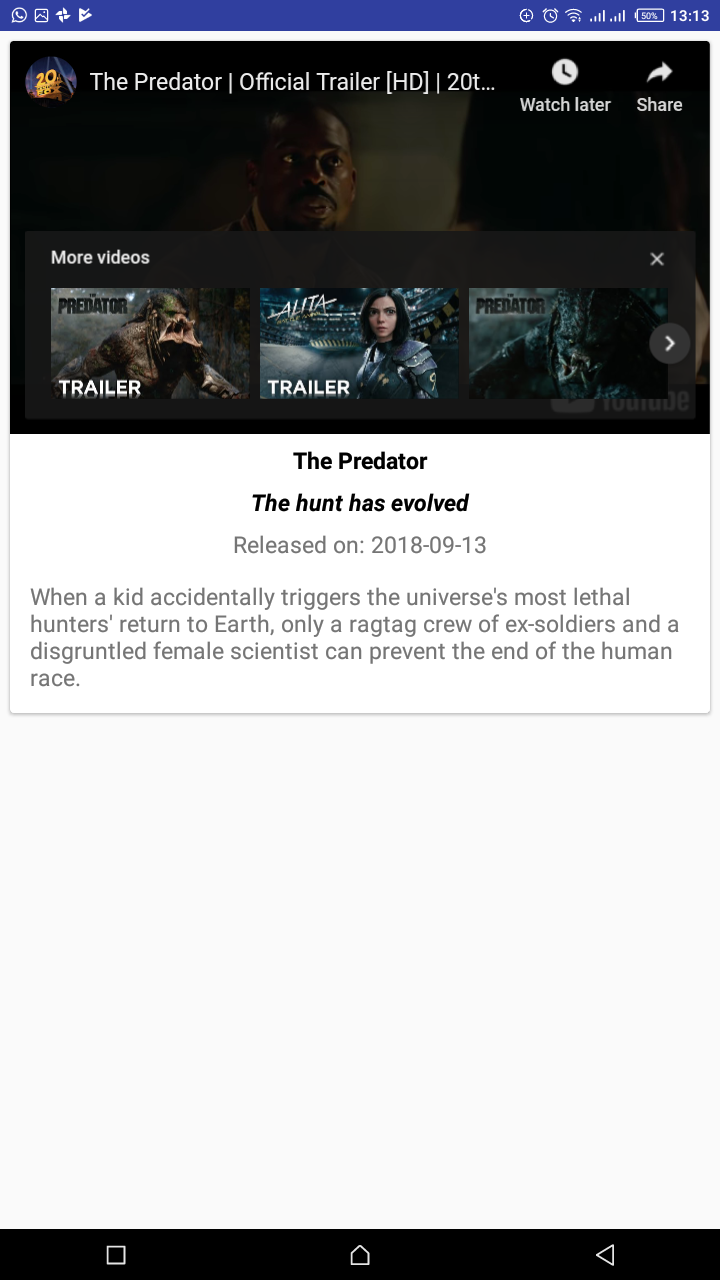 50% 13:13
The Predator | Official Trailer [HD] | 20t...
Watch later
Share
More videos
THE PREDATOR
TRAILER
ALITA
TRAILER
THE PREDATOR
YouTube
The Predator
The hunt has evolved
Released on: 2018-09-13
When a kid accidentally triggers the universe's most lethal
hunters' return to Earth, only a ragtag crew of ex-soldiers and a
disgruntled female scientist can prevent the end of the human
race.